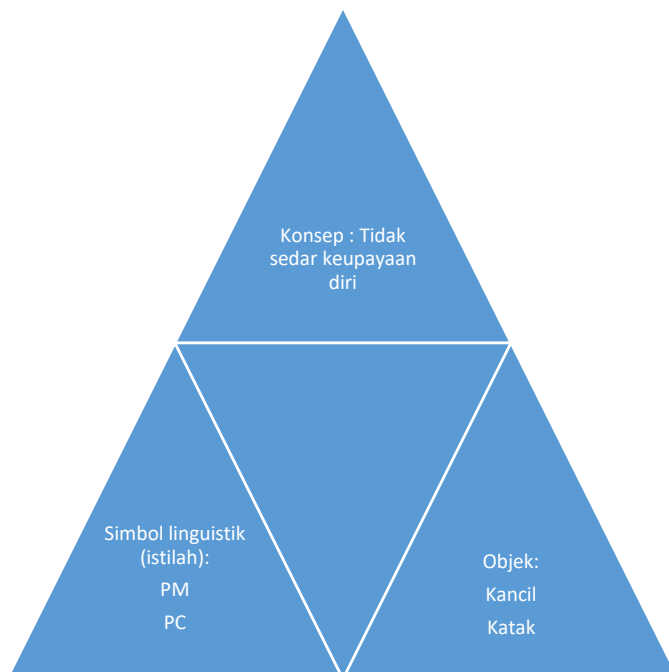 Konsep : Tidak
sedar keupayaan
diri
Simbol linguistik
(istilah):
PM
PC
Objek:
Kancil
Katak